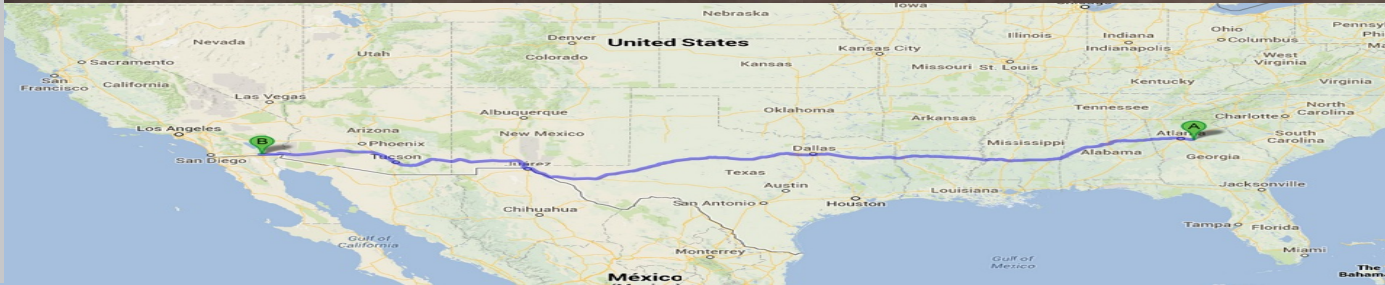 Nebraska
Iowa
Pennsy
Nevada
Denver
United States
Illinois
Indiana
Ohio
Utah
Kansas City
Indianapolis
Columbus
Sacramento
Colorado
West
Virginia
San
Francisco
California
Kansas
Missouri
St. Louis
Kentucky
Virginia
Las Vegas
Albuquerque
Oklahoma
Arkansas
Tennessee
North
Carolina
Charlotte
Los Angeles
B
Arizona
New Mexico
A
Atlanta
South
Carolina
Phoenix
San Diego
Tucson
Juarez
Dallas
Mississippi
Alabama
Georgia
Texas
Austin
Louisiana
Jacksonville
Chihuahua
San Antonio
Houston
Tampa
Florida
Gulf of
California
Monterrey
Gulf of
Mexico
Miami
México
The
Baham